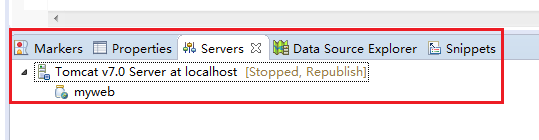 Markers Properties Servers Data Source Explorer Snippets
Tomcat v7.0 Server at localhost [Stopped, Republish]
myweb